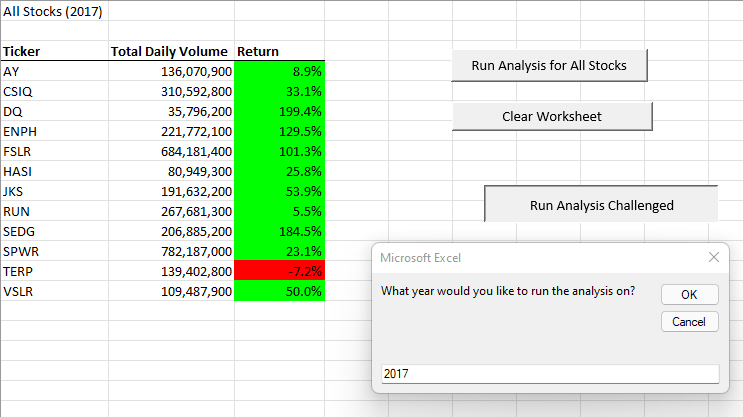 All Stocks (2017)
Ticker Total Daily Volume Return
AY 136,070,900 8.9%
CSIQ 310,592,800 33.1%
DQ 35,796,200 199.4%
ENPH 221,772,100 129.5%
FSLR 684,181,400 101.3%
HASI 80,949,300 25.8%
JKS 191,632,200 53.9%
RUN 267,681,300 5.5%
SEDG 206,885,200 184.5%
SPWR 782,187,000 23.1%
TERP 139,402,800 -7.2%
VSLR 109,487,900 50.0%
Run Analysis for All Stocks
Clear Worksheet
Run Analysis Challenged
Microsoft Excel
What year would you like to run the analysis on?
OK
Cancel
2017